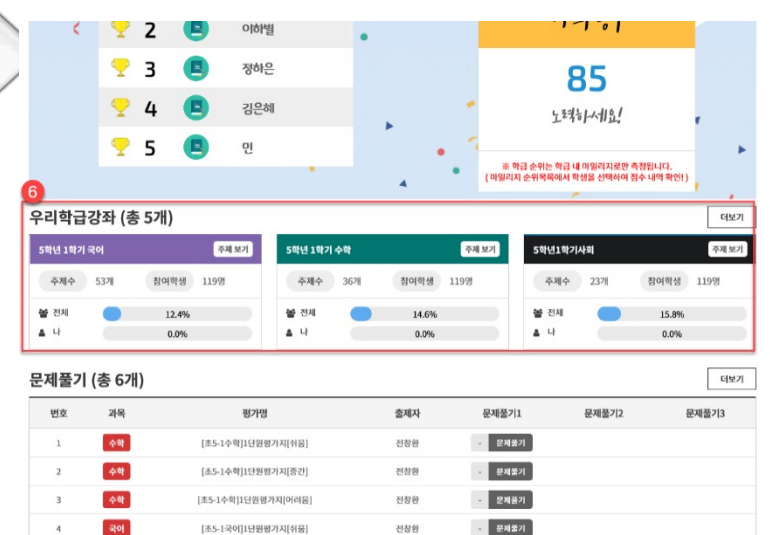 2 이하별
3 정하은
4 김은혜
5 민
85
노력하세요!
※ 학급 순위는 학급 내 마일리지로만 측정됩니다.
( 마일리지 순위목록에서 학생을 선택하여 점수 내역 확인! )
6
우리학급강좌 (총 5개) 더보기
5학년 1학기 국어 주제 보기
주제수 53개 참여학생 119명
전체 12.4%
나 0.0%
5학년 1학기 수학 주제 보기
주제수 36개 참여학생 119명
전체 14.6%
나 0.0%
5학년1학기사회 주제 보기
주제수 23개 참여학생 119명
전체 15.8%
나 0.0%
문제풀기 (총 6개) 더보기
번호 과목 평가명 출제자 문제풀기1 문제풀기2 문제풀기3
1 수학 [초5-1수학]1단원평가지[쉬움] 전창환 - 문제풀기
2 수학 [초5-1수학]1단원평가지[중간] 전창환 - 문제풀기
3 수학 [초5-1수학]1단원평가지[어려움] 전창환 - 문제풀기
4 국어 [초5-1국어]1단원평가지[쉬움] 전창환 - 문제풀기